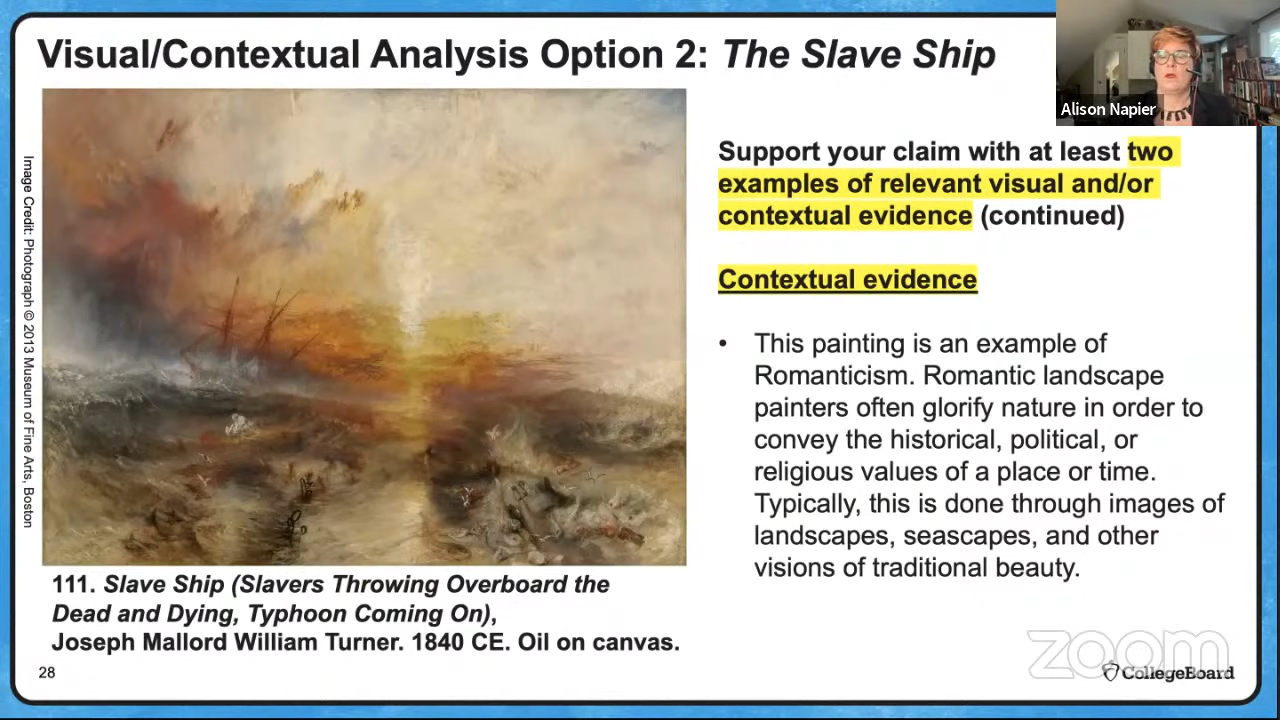 Visual/Contextual Analysis Option 2: The Slave Ship
Alison Napier
Image Credit: Photograph © 2013 Museum of Fine Arts, Boston
Support your claim with at least two
examples of relevant visual and/or
contextual evidence (continued)
Contextual evidence
• This painting is an example of
Romanticism. Romantic landscape
painters often glorify nature in order to
convey the historical, political, or
religious values of a place or time.
Typically, this is done through images of
landscapes, seascapes, and other
visions of traditional beauty.
111. Slave Ship (Slavers Throwing Overboard the
Dead and Dying, Typhoon Coming On),
Joseph Mallord William Turner. 1840 CE. Oil on canvas.
28
zoom
CollegeBoard